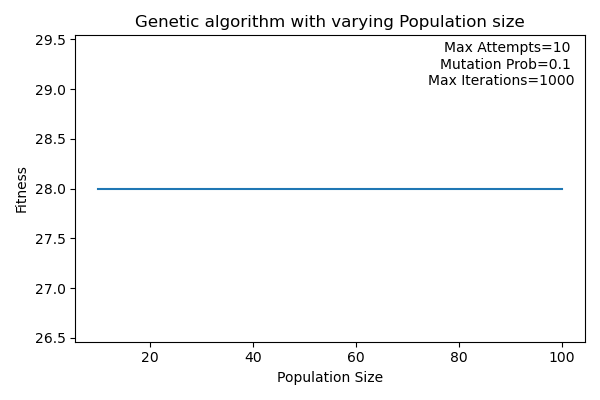 Genetic algorithm with varying Population size
Max Attempts=10
Mutation Prob=0.1
Max Iterations=1000
29.5
29.0
28.5
28.0
27.5
27.0
26.5
Fitness
20 40 60 80 100
Population Size